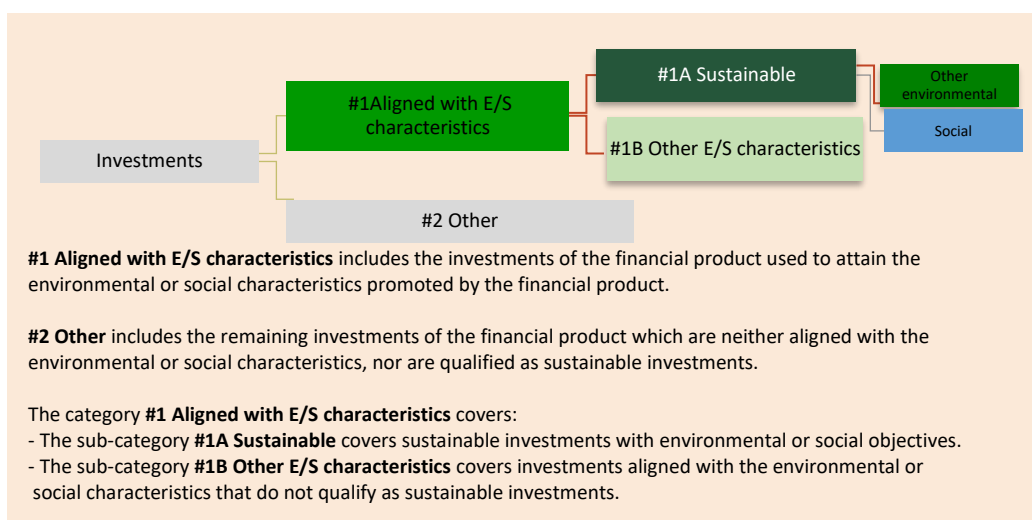 #1A Sustainable
Other
environmental
#1Aligned with E/S
characteristics
Social
#1B Other E/S characteristics
Investments
#2 Other
#1 Aligned with E/S characteristics includes the investments of the financial product used to attain the
environmental or social characteristics promoted by the financial product.
#2 Other includes the remaining investments of the financial product which are neither aligned with the
environmental or social characteristics, nor are qualified as sustainable investments.
The category #1 Aligned with E/S characteristics covers:
- The sub-category #1A Sustainable covers sustainable investments with environmental or social objectives.
- The sub-category #1B Other E/S characteristics covers investments aligned with the environmental or
social characteristics that do not qualify as sustainable investments.